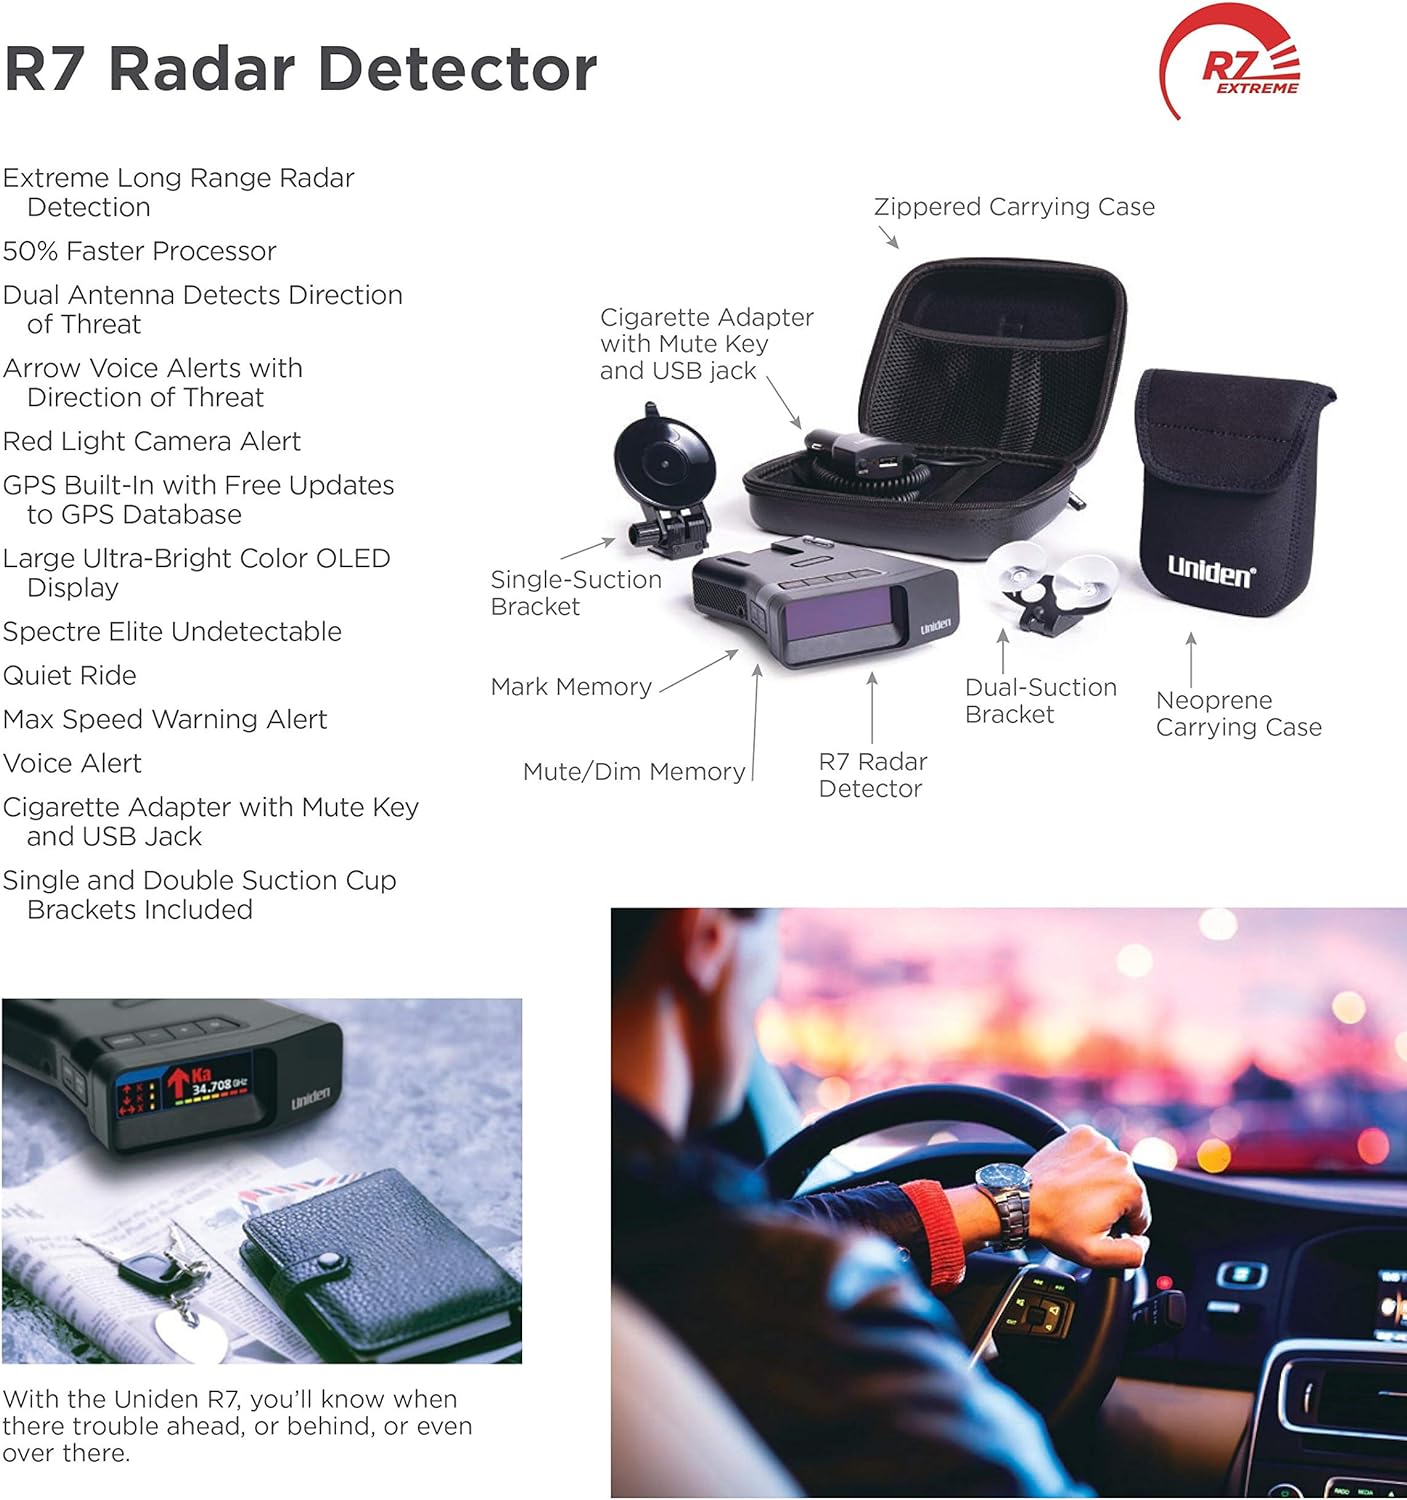 R7 Radar Detector
R7
EXTREME
Extreme Long Range Radar
Detection
50% Faster Processor
Dual Antenna Detects Direction
of Threat
Arrow Voice Alerts with
Direction of Threat
Red Light Camera Alert
GPS Built-In with Free Updates
to GPS Database
Large Ultra-Bright Color OLED
Display
Spectre Elite Undetectable
Quiet Ride
Max Speed Warning Alert
Voice Alert
Cigarette Adapter with Mute Key
and USB Jack
Single and Double Suction Cup
Brackets Included
Zippered Carrying Case
Cigarette Adapter
with Mute Key
and USB jack
Single-Suction
Bracket
Uniden
Uniden®
Mark Memory
Mute/Dim Memory
R7 Radar
Detector
Dual-Suction
Bracket
Neoprene
Carrying Case
Ka
34.708 GHz
K
K
X
Uniden
With the Uniden R7, you’ll know when
there trouble ahead, or behind, or even
over there.
EXIT
RADIO MEDIA